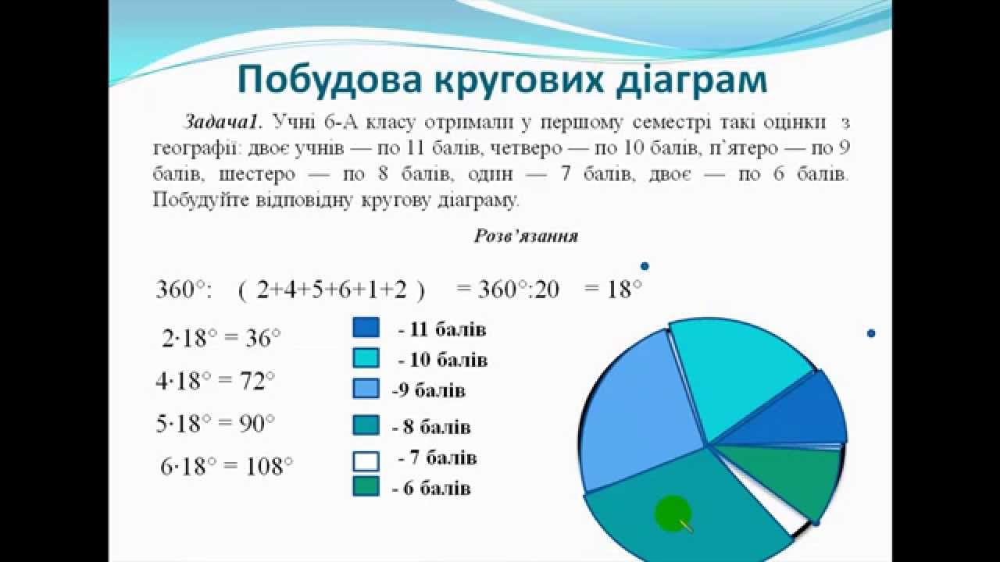 Побудова кругових діаграм
Задача1. Учні 6-А класу отримали у першому семестрі такі оцінки з
географії: двоє учнів — по 11 балів, четверо — по 10 балів, п`ятеро — по 9
балів, шестеро — по 8 балів, один — 7 балів, двоє — по 6 балів.
Побудуйте відповідну кругову діаграму.
Розв’язання
360°: ( 2+4+5+6+1+2 ) = 360°:20 = 18°
2·18° = 36°
4·18° = 72°
5·18° = 90°
6·18° = 108°
- 11 балів
- 10 балів
-9 балів
- 8 балів
- 7 балів
- 6 балів